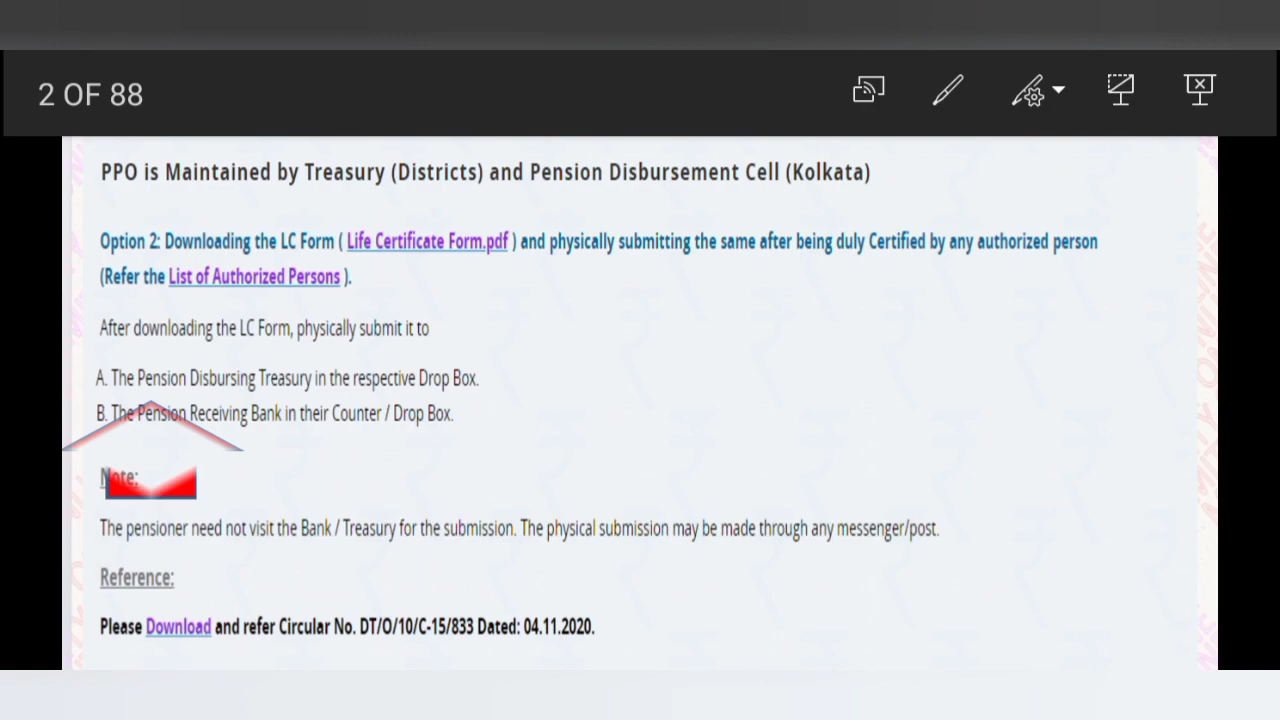 2 OF 88
PPO is Maintained by Treasury (Districts) and Pension Disbursement Cell (Kolkata)
Option 2: Downloading the LC Form ( Life Certificate Form.pdf ) and physically submitting the same after being duly Certified by any authorized person
(Refer the List of Authorized Persons ).
After downloading the LC Form, physically submit it to
A. The Pension Disbursing Treasury in the respective Drop Box.
B. The Pension Receiving Bank in their Counter / Drop Box.
Note:
The pensioner need not visit the Bank / Treasury for the submission. The physical submission may be made through any messenger/post.
Reference:
Please Download and refer Circular No. DT/O/10/C-15/833 Dated: 04.11.2020.